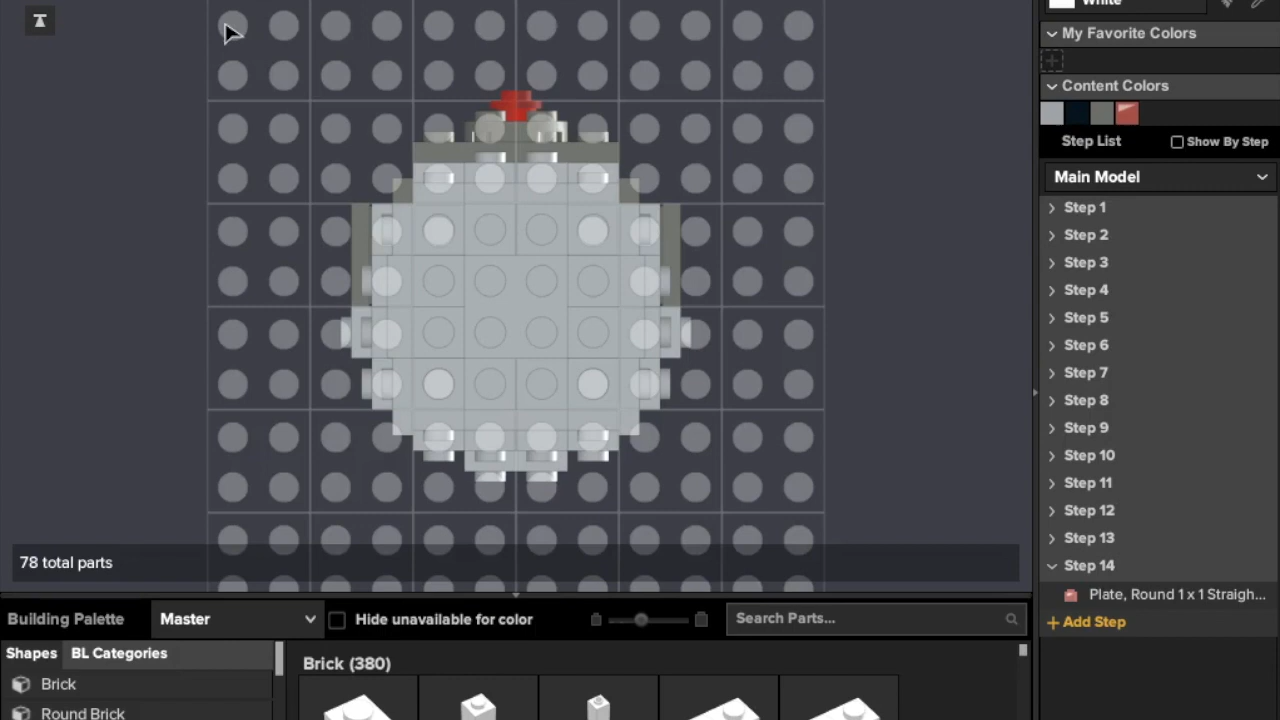 White
My Favorite Colors
Content Colors
Step List
Show By Step
Main Model
Step 1
Step 2
Step 3
Step 4
Step 5
Step 6
Step 7
Step 8
Step 9
Step 10
Step 11
Step 12
Step 13
Step 14
Plate, Round 1 x 1 Straigh...
+ Add Step
78 total parts
Building Palette
Master
Hide unavailable for color
Search Parts...
Shapes
BL Categories
Brick
Round Brick
Brick (380)